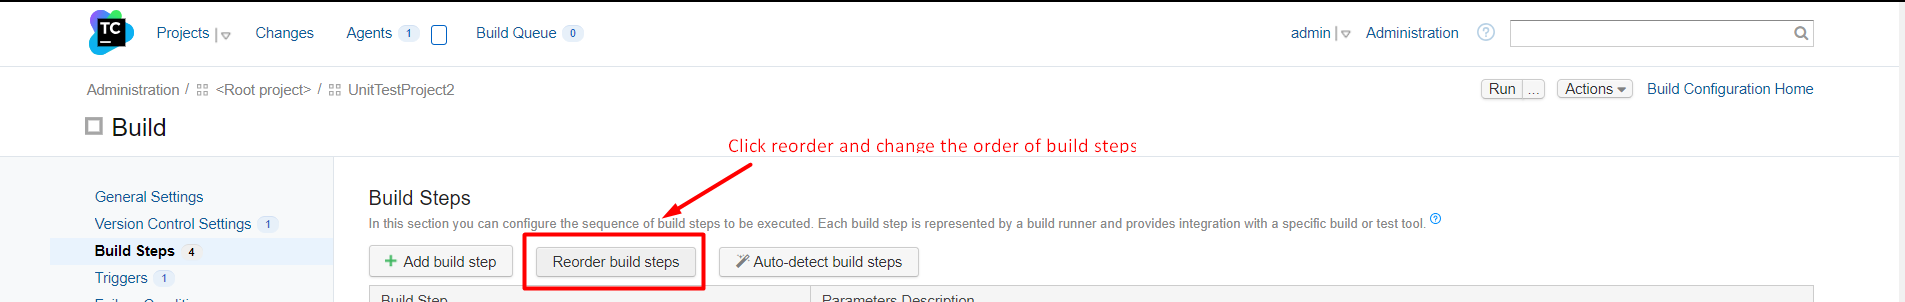 TC
Projects
Changes
Agents 1
Build Queue 0
admin
Administration
?
Administration / <Root project> / UnitTestProject2
Run ...
Actions
Build Configuration Home
Build
Click reorder and change the order of build steps
General Settings
Version Control Settings 1
Build Steps 4
Triggers 1
Build Steps
In this section you can configure the sequence of build steps to be executed. Each build step is represented by a build runner and provides integration with a specific build or test tool. ?
+ Add build step
Reorder build steps
Auto-detect build steps
Build Step
Parameters Description